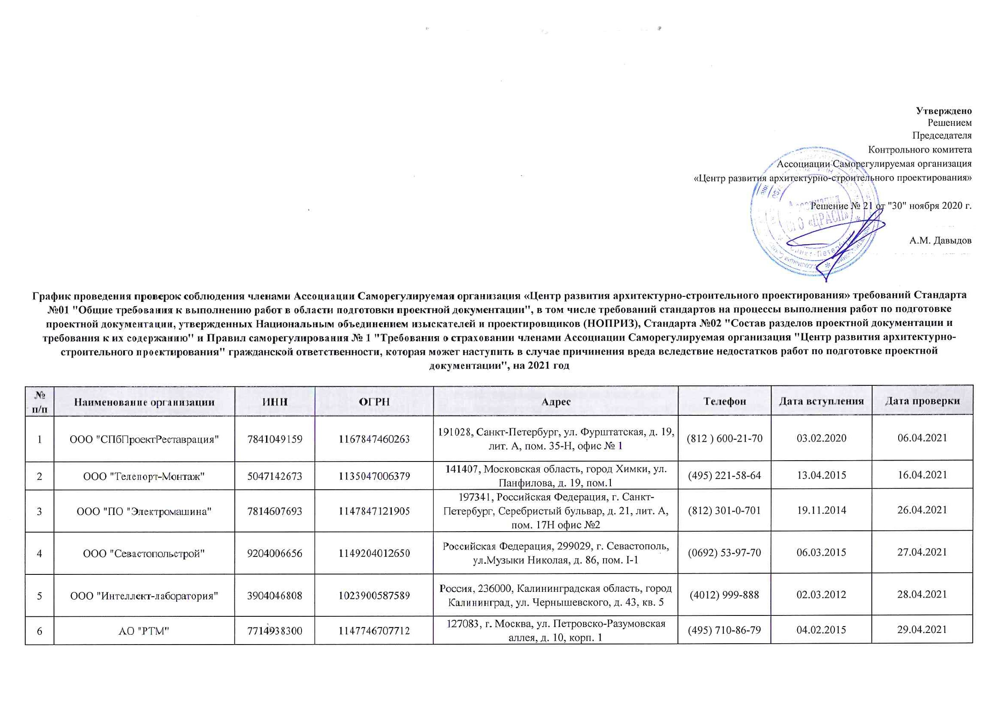 Утверждено
Решением
Председателя
Контрольного комитета
Ассоциации Саморегулируемая организация
«Центр развития архитектурно-строительного проектирования»
Решение № 21 от "30" ноября 2020 г.
Ассоциация
СРО «ЦРАСП»
Санкт-Петербург
А.М. Давыдов
График проведения проверок соблюдения членами Ассоциации Саморегулируемая организация «Центр развития архитектурно-строительного проектирования» требований Стандарта
№01 "Общие требования к выполнению работ в области подготовки проектной документации", в том числе требований стандартов на процессы выполнения работ по подготовке
проектной документации, утвержденных Национальным объединением изыскателей и проектировщиков (НОПРИЗ), Стандарта №02 "Состав разделов проектной документации и
требования к их содержанию" и Правил саморегулирования № 1 "Требования о страховании членами Ассоциации Саморегулируемая организация "Центр развития архитектурно-
строительного проектирования" гражданской ответственности, которая может наступить в случае причинения вреда вследствие недостатков работ по подготовке проектной
документации", на 2021 год
№ п/п Наименование организации ИНН ОГРН Адрес Телефон Дата вступления Дата проверки
1 ООО "СПбПроектРеставрация" 7841049159 1167847460263 191028, Санкт-Петербург, ул. Фурштатская, д. 19, (812 ) 600-21-70 03.02.2020 06.04.2021
лит. А, пом. 35-Н, офис № 1
2 ООО "Телепорт-Монтаж" 5047142673 1135047006379 141407, Московская область, город Химки, ул. (495) 221-58-64 13.04.2015 16.04.2021
Панфилова, д. 19, пом.1
197341, Российская Федерация, г. Санкт-
3 ООО "ПО "Электромашина" 7814607693 1147847121905 Петербург, Серебристый бульвар, д. 21, лит. А, (812) 301-0-701 19.11.2014 26.04.2021
пом. 17Н офис №2
4 ООО "Севастопольстрой" 9204006656 1149204012650 Российская Федерация, 299029, г. Севастополь, (0692) 53-97-70 06.03.2015 27.04.2021
ул.Музыки Николая, д. 86, пом. I-1
5 ООО "Интеллект-лаборатория" 3904046808 1023900587589 Россия, 236000, Калининградская область, город (4012) 999-888 02.03.2012 28.04.2021
Калининград, ул. Чернышевского, д. 43, кв. 5
6 АО "РТМ" 7714938300 1147746707712 127083, г. Москва, ул. Петровско-Разумовская (495) 710-86-79 04.02.2015 29.04.2021
аллея, д. 10, корп. 1